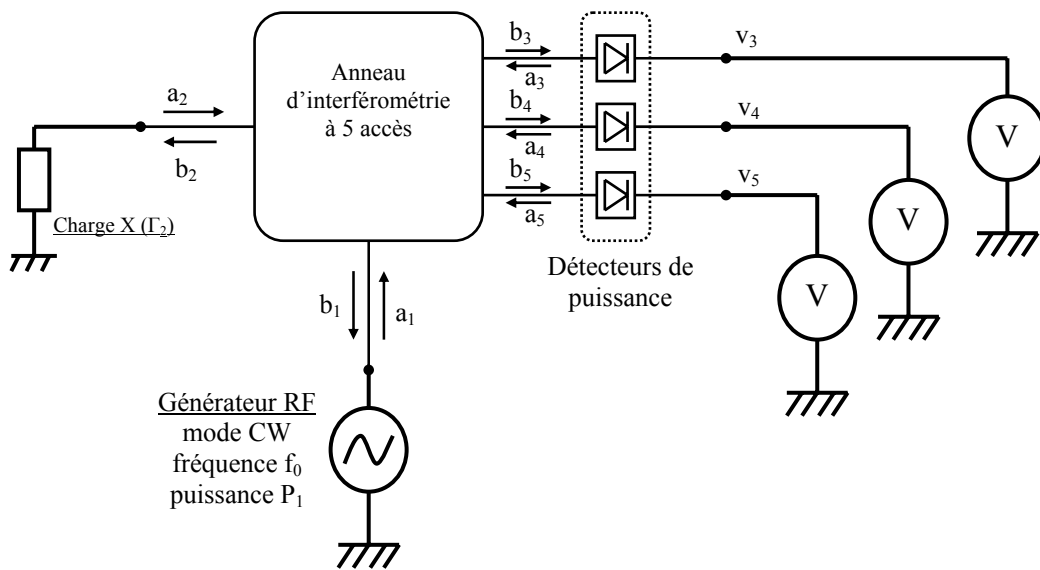 Anneau
d'interférométrie
à 5 accès
a₂
b₂
Charge X (Γ₂)
b₃
a₃
b₄
a₄
b₅
a₅
v₃
v₄
v₅
V
V
V
Détecteurs de
puissance
b₁
a₁
Générateur RF
mode CW
fréquence f₀
puissance P₁